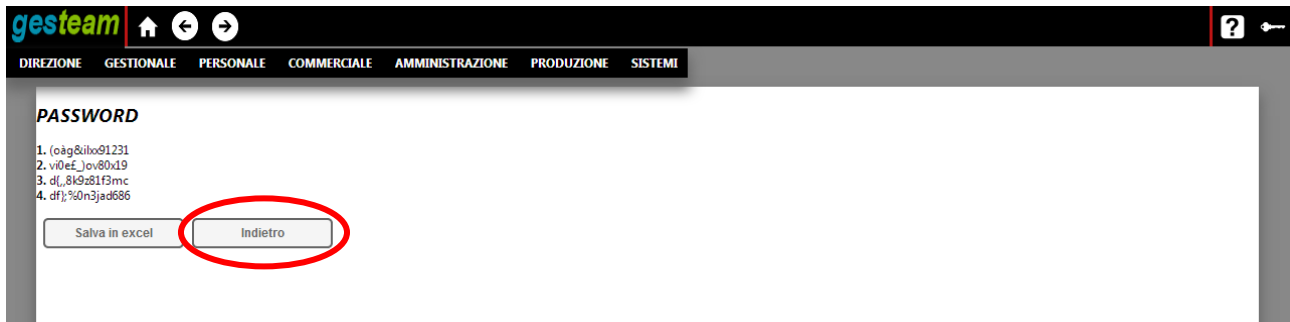 gesteam
?
DIREZIONE GESTIONALE PERSONALE COMMERCIALE AMMINISTRAZIONE PRODUZIONE SISTEMI
PASSWORD
1. (oàg&ilxx91231
2. vi0e£_)ov80x19
3. d{,,8k9z81f3mc
4. df};%0n3jad686
Salva in excel Indietro